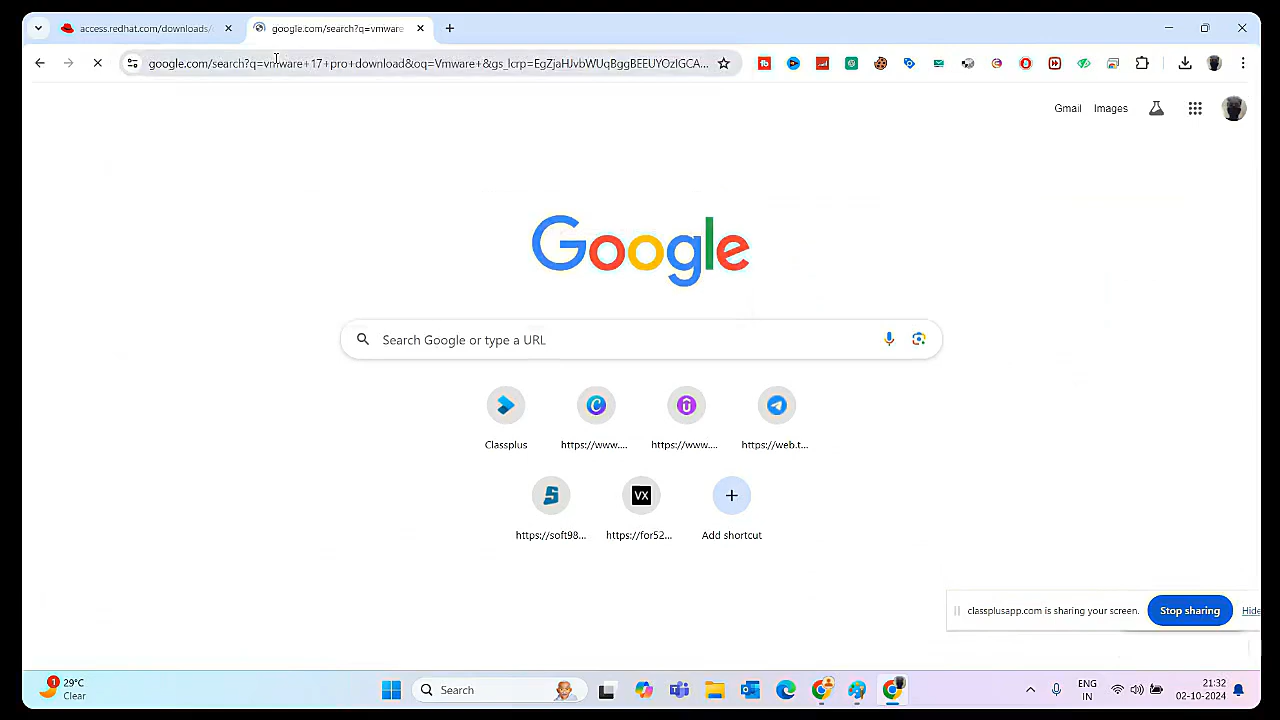 access.redhat.com/downloads/
google.com/search?q=vmware
google.com/search?q=vmware+17+pro+download&oq=Vmware+&gs_lcrp=EgZjaHJvbWUqBggBEEUYOzIGCA...
Gmail
Images
Google
Search Google or type a URL
Classplus
https://www....
https://www....
https://web.t...
https://soft98...
https://for52...
Add shortcut
classplusapp.com is sharing your screen.
Stop sharing
Hide
1
29°C
Clear
Search
ENG
IN
21:32
02-10-2024